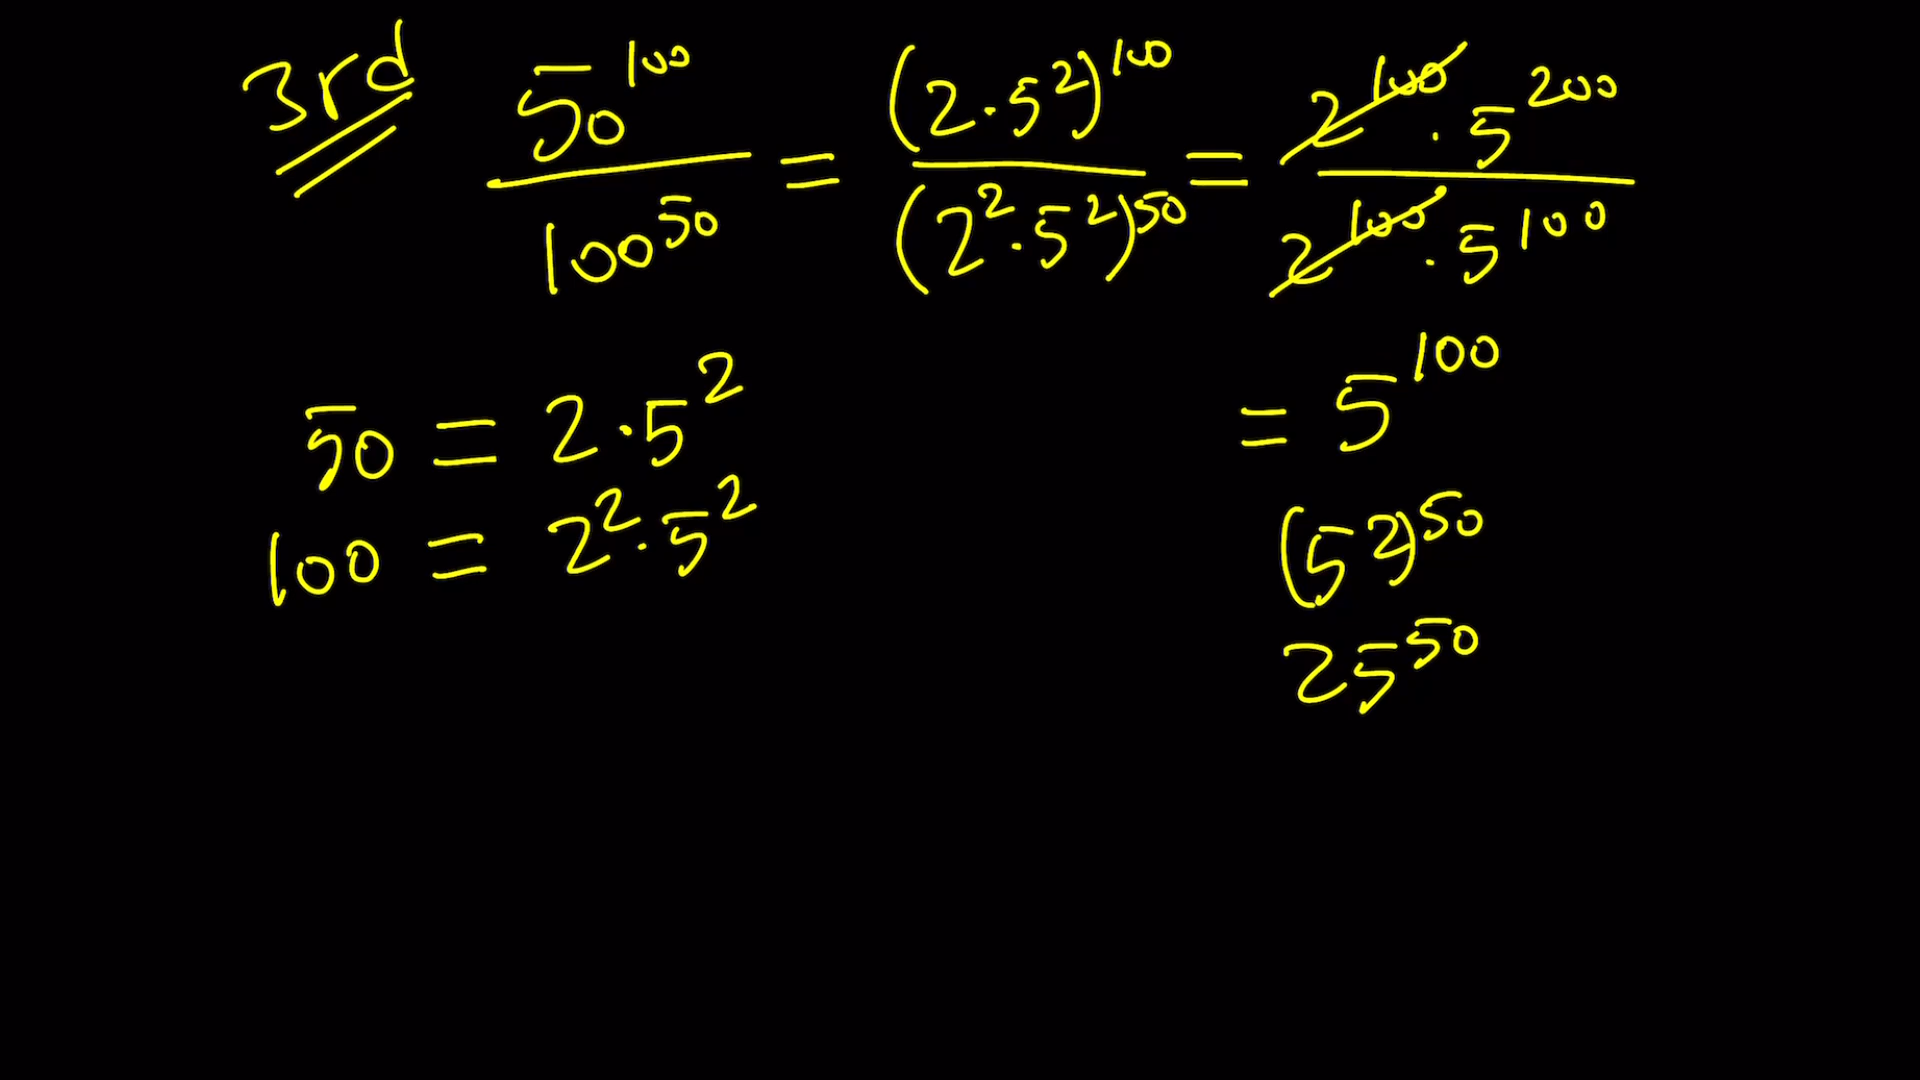 3rd 50^100 / 100^50 = (2·5^2)^100 / (2^2·5^2)^50 = 2^100·5^200 / 2^100·5^100
= 5^100
50 = 2·5^2
100 = 2^2·5^2
(5^2)^50
25^50